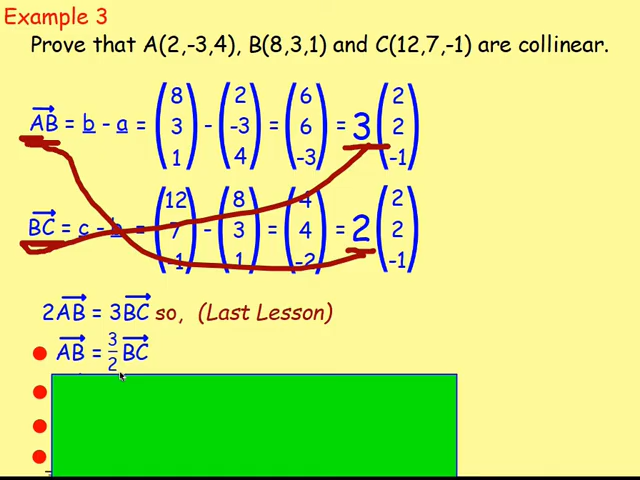 Example 3
Prove that A(2,-3,4), B(8,3,1) and C(12,7,-1) are collinear.
AB = b - a = (8 3 1) - (2 -3 4) = (6 6 -3) = 3 (2 2 -1)
BC = c - b = (12 7 -1) - (8 3 1) = (4 4 -2) = 2 (2 2 -1)
2AB = 3BC so, (Last Lesson)
AB = 3/2 BC